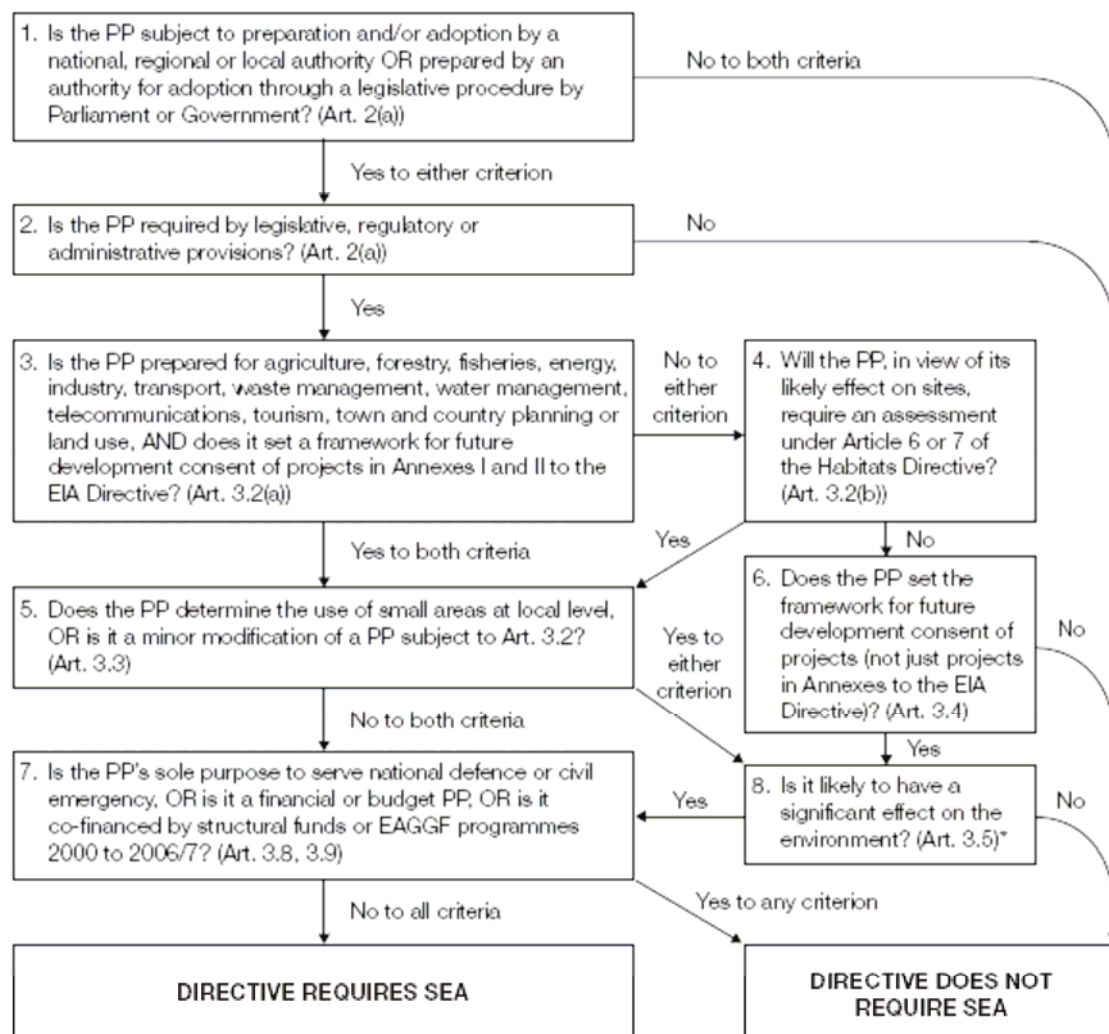 1. Is the PP subject to preparation and/or adoption by a
national, regional or local authority OR prepared by an
authority for adoption through a legislative procedure by
Parliament or Government? (Art. 2(a))
No to both criteria
Yes to either criterion
2. Is the PP required by legislative, regulatory or
administrative provisions? (Art. 2(a))
No
Yes
3. Is the PP prepared for agriculture, forestry, fisheries, energy,
industry, transport, waste management, water management,
telecommunications, tourism, town and country planning or
land use, AND does it set a framework for future
development consent of projects in Annexes I and II to the
EIA Directive? (Art. 3.2(a))
No to
either
criterion
4. Will the PP, in view of its
likely effect on sites,
require an assessment
under Article 6 or 7 of
the Habitats Directive?
(Art. 3.2(b))
Yes to both criteria
Yes
No
5. Does the PP determine the use of small areas at local level,
OR is it a minor modification of a PP subject to Art. 3.2?
(Art. 3.3)
Yes to
either
criterion
6. Does the PP set the
framework for future
development consent of
projects (not just projects
in Annexes to the EIA
Directive)? (Art. 3.4)
No
No to both criteria
Yes
7. Is the PP's sole purpose to serve national defence or civil
emergency, OR is it a financial or budget PP, OR is it
co-financed by structural funds or EAGGF programmes
2000 to 2006/7? (Art. 3.8, 3.9)
Yes
8. Is it likely to have a
significant effect on the
environment? (Art. 3.5)*
No
No to all criteria
Yes to any criterion
DIRECTIVE REQUIRES SEA
DIRECTIVE DOES NOT
REQUIRE SEA